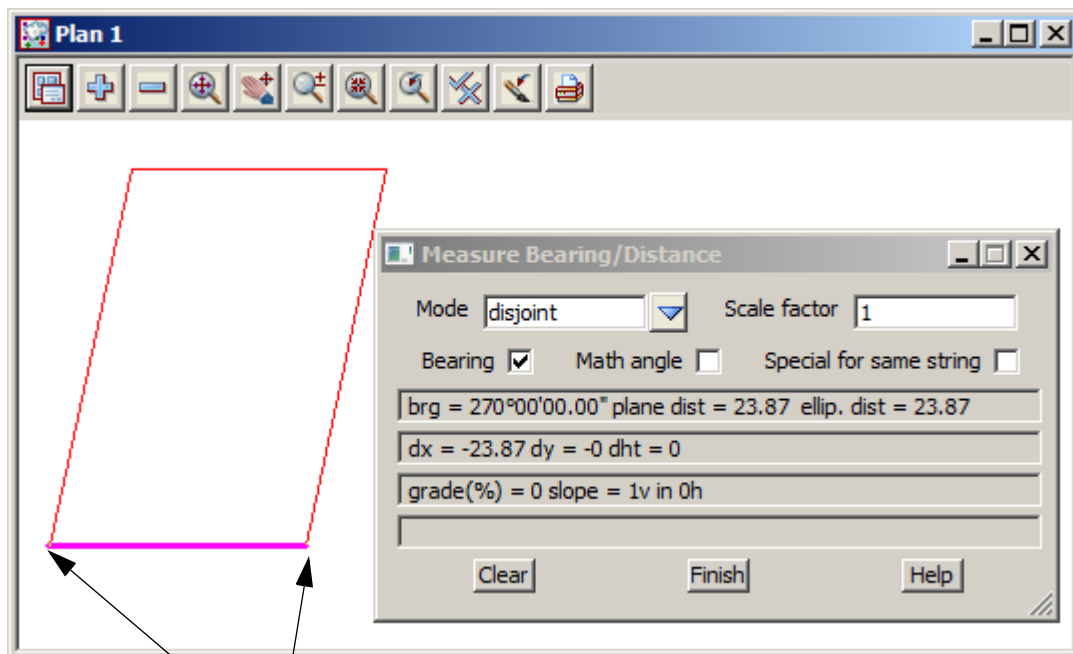 Plan 1
Measure Bearing/Distance
Mode disjoint Scale factor 1
Bearing Math angle Special for same string
brg = 270°00'00.00" plane dist = 23.87 ellip. dist = 23.87
dx = -23.87 dy = -0 dht = 0
grade(%) = 0 slope = 1v in 0h
Clear Finish Help